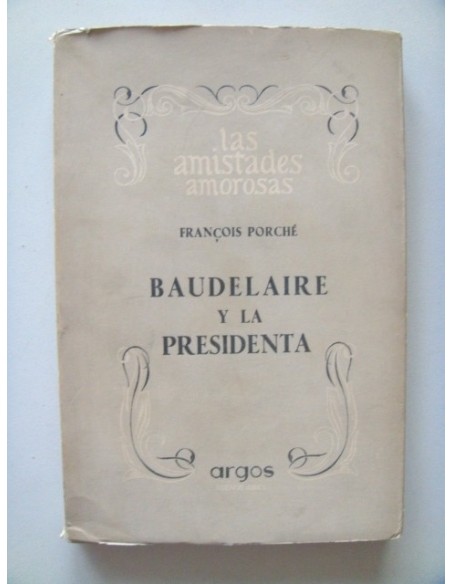 las
amistades
amorosas
FRANÇOIS PORCHÉ
BAUDELAIRE
Y LA
PRESIDENTA
argos